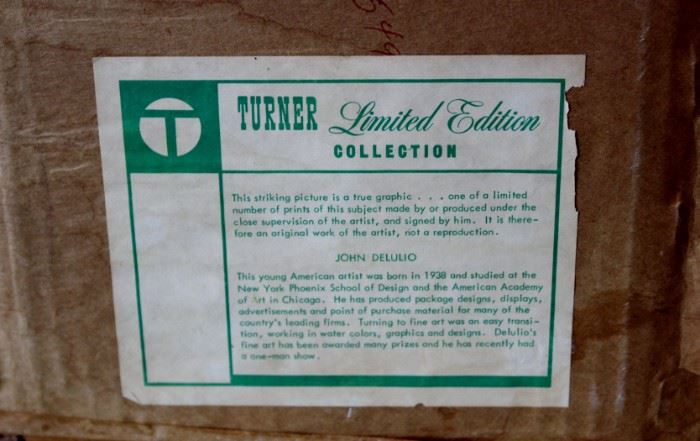 649
TURNER Limited Edition
COLLECTION
T
This striking picture is a true graphic . . . one of a limited
number of prints of this subject made by or produced under the
close supervision of the artist, and signed by him. It is there-
fore an original work of the artist, not a reproduction.
JOHN DELULIO
This young American artist was born in 1938 and studied at the
New York Phoenix School of Design and the American Academy
of Art in Chicago. He has produced package designs, displays,
advertisements and point of purchase material for many of the
country's leading firms. Turning to fine art was an easy transi-
tion, working in water colors, graphics and designs. Delulio's
fine art has been awarded many prizes and he has recently had
a one-man show.